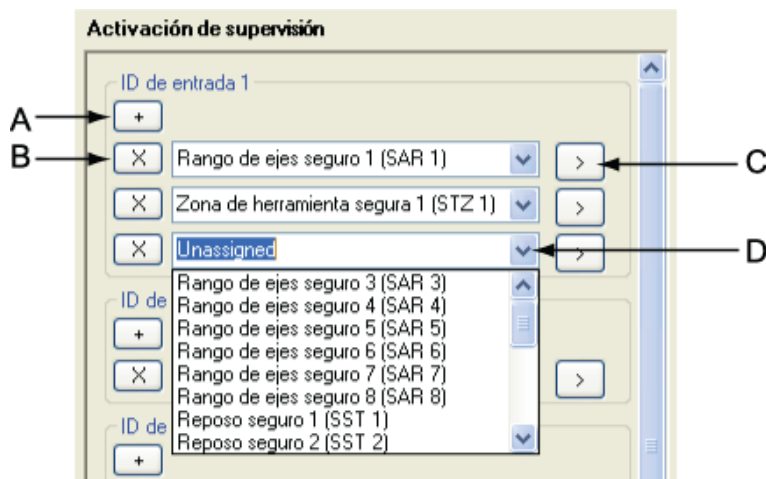 Activación de supervisión
ID de entrada 1
A
+
B
X
Rango de ejes seguro 1 (SAR 1)
>
C
X
Zona de herramienta segura 1 (STZ 1)
>
X
Unassigned
>
D
Rango de ejes seguro 3 (SAR 3)
Rango de ejes seguro 4 (SAR 4)
Rango de ejes seguro 5 (SAR 5)
Rango de ejes seguro 6 (SAR 6)
Rango de ejes seguro 7 (SAR 7)
Rango de ejes seguro 8 (SAR 8)
Reposo seguro 1 (SST 1)
Reposo seguro 2 (SST 2)
ID de
+
X
>
ID de
+